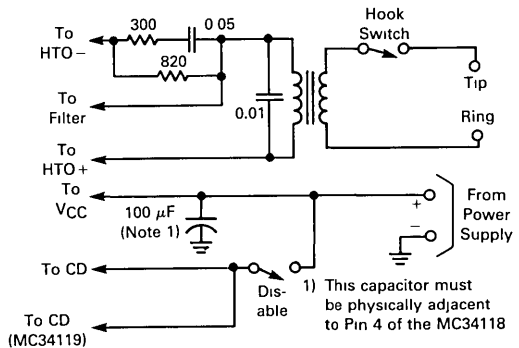 To
HTO−
300
0 05
820
To
Filter
0.01
To
HTO+
Hook
Switch
Tip
Ring
To
VCC
100 μF
(Note 1)
+
−
From
Power
Supply
To CD
Dis-
able
To CD
(MC34119)
1) This capacitor must
be physically adjacent
to Pin 4 of the MC34118